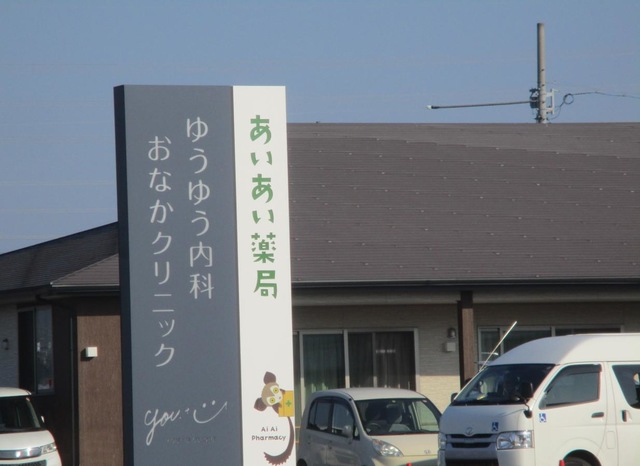 ゆうゆう内科
おなかクリニック
you.
あいあい薬局
Ai Ai
Pharmacy